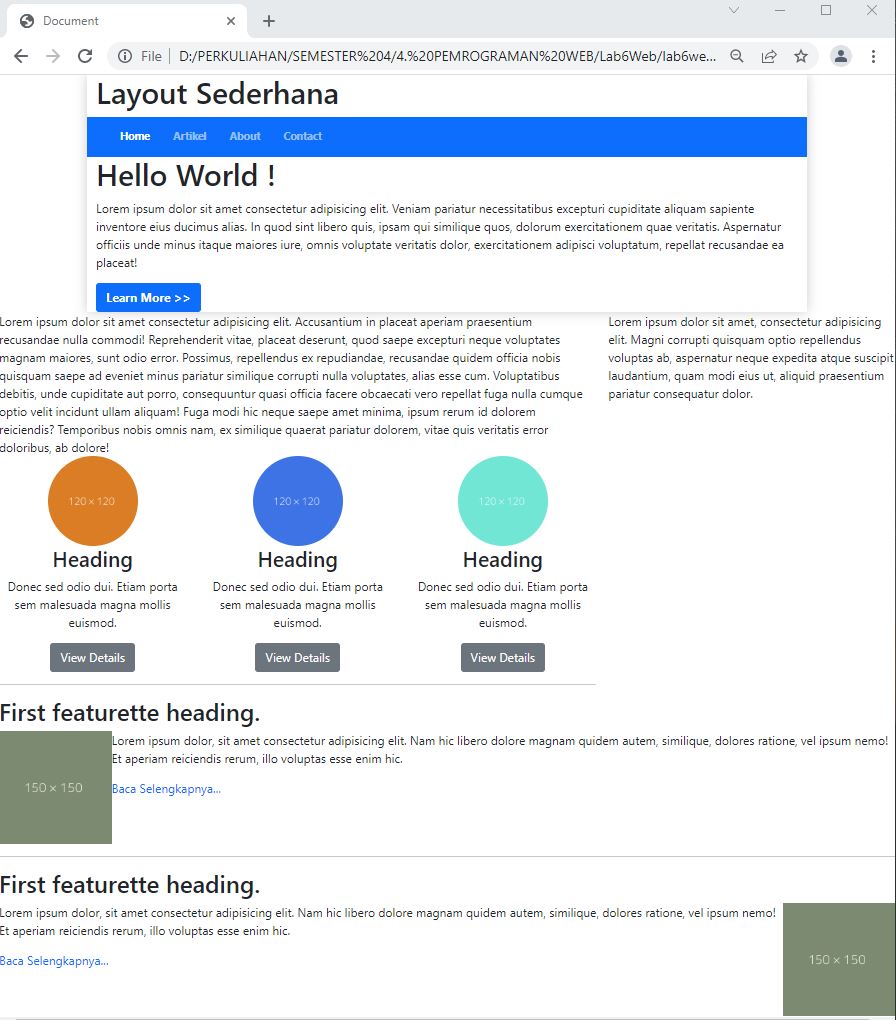 Document
File
D:/PERKULIAHAN/SEMESTER%204/4.%20PEMROGRAMAN%20WEB/Lab6Web/lab6we...
Layout Sederhana
Home Artikel About Contact
Hello World !
Lorem ipsum dolor sit amet consectetur adipisicing elit. Veniam pariatur necessitatibus excepturi cupiditate aliquam sapiente
inventore eius ducimus alias. In quod sint libero quis, ipsam qui similique quos, dolorum exercitationem quae veritatis. Aspernatur
officiis unde minus itaque maiores iure, omnis voluptate veritatis dolor, exercitationem adipisci voluptatum, repellat recusandae ea
placeat!
Learn More >>
Lorem ipsum dolor sit amet consectetur adipisicing elit. Accusantium in placeat aperiam praesentium
recusandae nulla commodi! Reprehenderit vitae, placeat deserunt, quod saepe excepturi neque voluptates
magnam maiores, sunt odio error. Possimus, repellendus ex repudiandae, recusandae quidem officia nobis
quisquam saepe ad eveniet minus pariatur similique corrupti nulla voluptates, alias esse cum. Voluptatibus
debitis, unde cupiditate aut porro, consequuntur quasi officia facere obcaecati vero repellat fuga nulla cumque
optio velit incidunt ullam aliquam! Fuga modi hic neque saepe amet minima, ipsum rerum id dolorem
reiciendis? Temporibus nobis omnis nam, ex similique quaerat pariatur dolorem, vitae quis veritatis error
doloribus, ab dolore!
Lorem ipsum dolor sit amet, consectetur adipisicing
elit. Magni corrupti quisquam optio repellendus
voluptas ab, aspernatur neque expedita atque suscipit
laudantium, quam modi eius ut, aliquid praesentium
pariatur consequatur dolor.
120 × 120
Heading
Donec sed odio dui. Etiam porta
sem malesuada magna mollis
euismod.
View Details
120 × 120
Heading
Donec sed odio dui. Etiam porta
sem malesuada magna mollis
euismod.
View Details
120 × 120
Heading
Donec sed odio dui. Etiam porta
sem malesuada magna mollis
euismod.
View Details
First featurette heading.
150 × 150
Lorem ipsum dolor, sit amet consectetur adipisicing elit. Nam hic libero dolore magnam quidem autem, similique, dolores ratione, vel ipsum nemo!
Et aperiam reiciendis rerum, illo voluptas esse enim hic.
Baca Selengkapnya...
First featurette heading.
Lorem ipsum dolor, sit amet consectetur adipisicing elit. Nam hic libero dolore magnam quidem autem, similique, dolores ratione, vel ipsum nemo!
Et aperiam reiciendis rerum, illo voluptas esse enim hic.
Baca Selengkapnya...
150 × 150